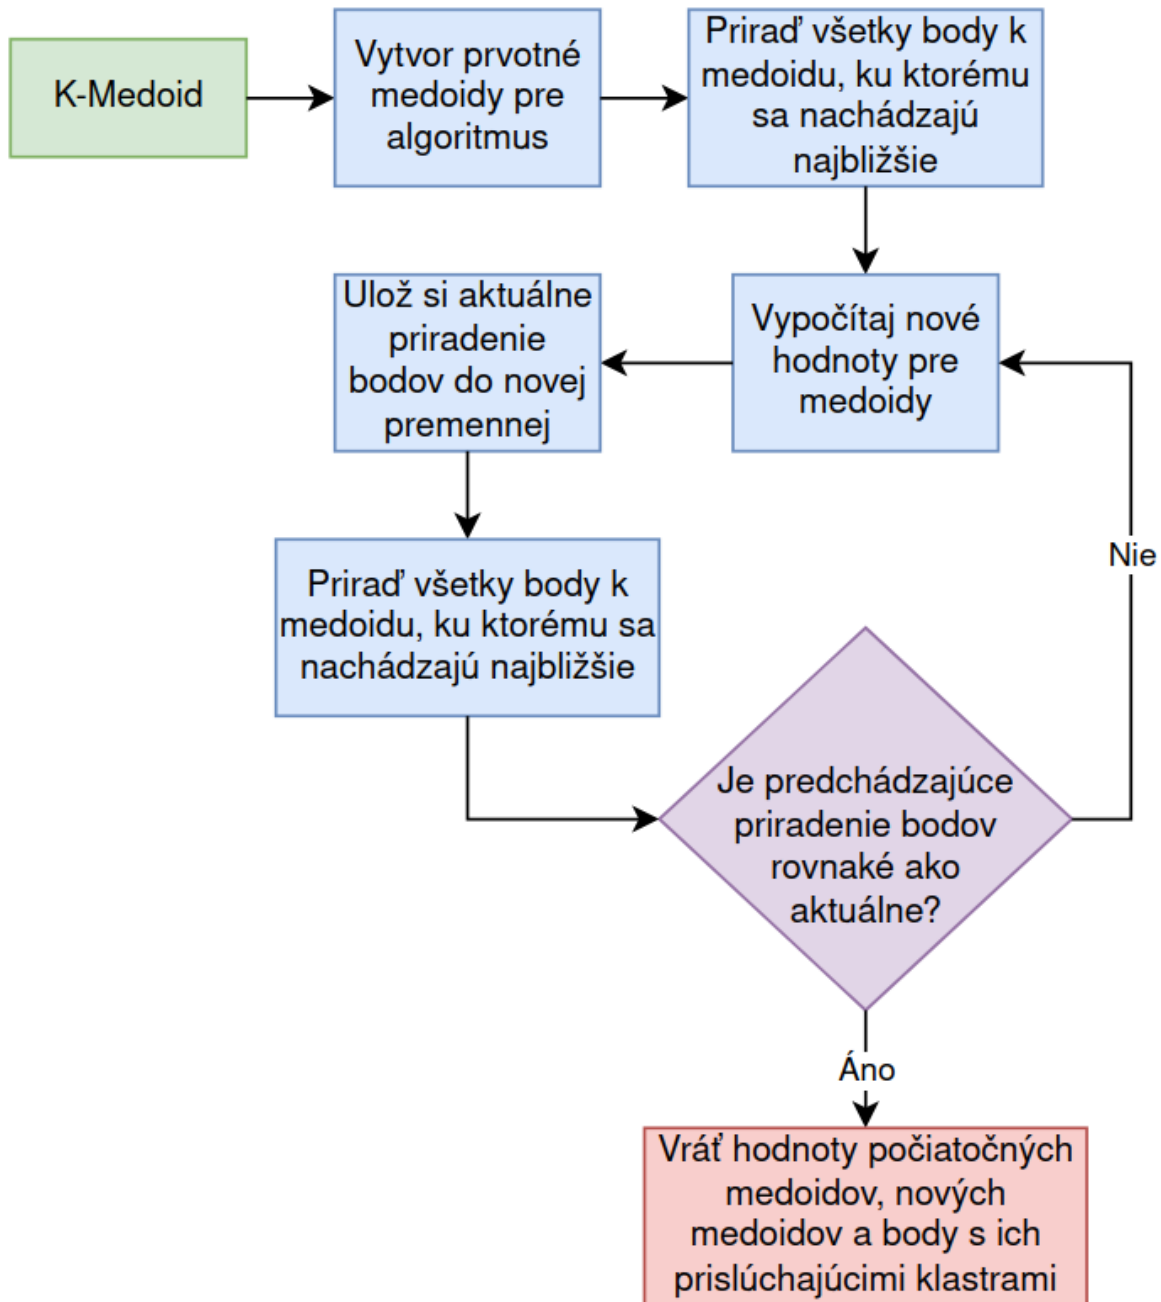 K-Medoid
Vytvor prvotné
medoidy pre
algoritmus
Priraď všetky body k
medoidu, ku ktorému
sa nachádzajú
najbližšie
Vypočítaj nové
hodnoty pre
medoidy
Ulož si aktuálne
priradenie
bodov do novej
premennej
Priraď všetky body k
medoidu, ku ktorému sa
nachádzajú najbližšie
Je predchádzajúce
priradenie bodov
rovnaké ako
aktuálne?
Nie
Áno
Vráť hodnoty počiatočných
medoidov, nových
medoidov a body s ich
prislúchajúcimi klastrami